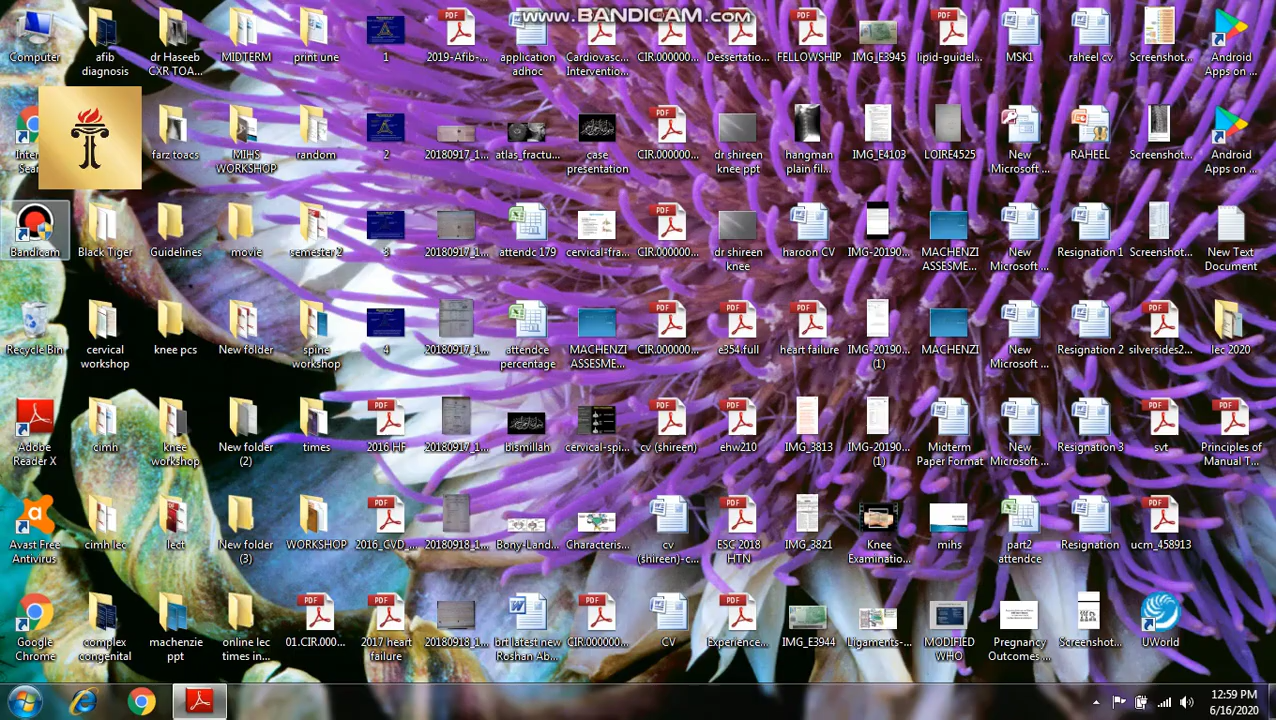 www.BANDICAM.com
Computer
afib
diagnosis
dr Haseeb
CXR TOA...
MIDTERM
print une
1
2019-Afib-...
application
adhoc
Cardiovasc...
Interventio...
CIR.000000...
Dessertatio...
FELLOWSHIP
IMG_E3945
lipid-guidel...
MSK1
raheel cv
Screenshot...
Android
Apps on ...
farz toacs
MIHS
WORKSHOP
random
2
20180917_1...
atlas_fractu...
case
presentation
CIR.000000...
dr shireen
knee ppt
hangman
plain fil...
IMG_E4103
LOIRE4525
New
Microsoft ...
RAHEEL
Screenshot...
Android
Apps on ...
Bandicam
Black Tiger
Guidelines
movie
semester 2
3
20180917_1...
attendc 179
cervical-fra...
CIR.000000...
dr shireen
knee
haroon CV
IMG-20190...
MACHENZI
ASSESME...
New
Microsoft ...
Resignation 1
Screenshot...
New Text
Document
Recycle Bin
cervical
workshop
knee pcs
New folder
spine
workshop
4
20180917_1...
attendce
percentage
MACHENZI
ASSESME...
CIR.000000...
e354.full
heart failure
IMG-20190...
(1)
MACHENZI
New
Microsoft ...
Resignation 2
silversides2...
lec 2020
Adobe
Reader X
cimh
knee
workshop
New folder
(2)
times
2016 HF
20180917_1...
bismillah
cervical-spi...
cv (shireen)
ehw210
IMG_3813
IMG-20190...
(1)
Midterm
Paper Format
New
Microsoft ...
Resignation 3
svt
Principles of
Manual T...
Avast Free
Antivirus
cimh lec
lect
New folder
(3)
WORKSHOP
2016_CVD_...
20180918_1...
Bony-Land...
Characteris...
cv
(shireen)-c...
ESC 2018
HTN
IMG_3821
Knee
Examinatio...
mihs
part2
attendce
Resignation
ucm_458913
Google
Chrome
complex
congenital
machenzie
ppt
online lec
times in...
01.CIR.000...
2017 heart
failure
20180918_1...
CIR.000000...
CV
Experience...
IMG_E3944
Ligaments-...
MODIFIED
WHO
Pregnancy
Outcomes ...
Screenshot...
UWorld
12:59 PM
6/16/2020